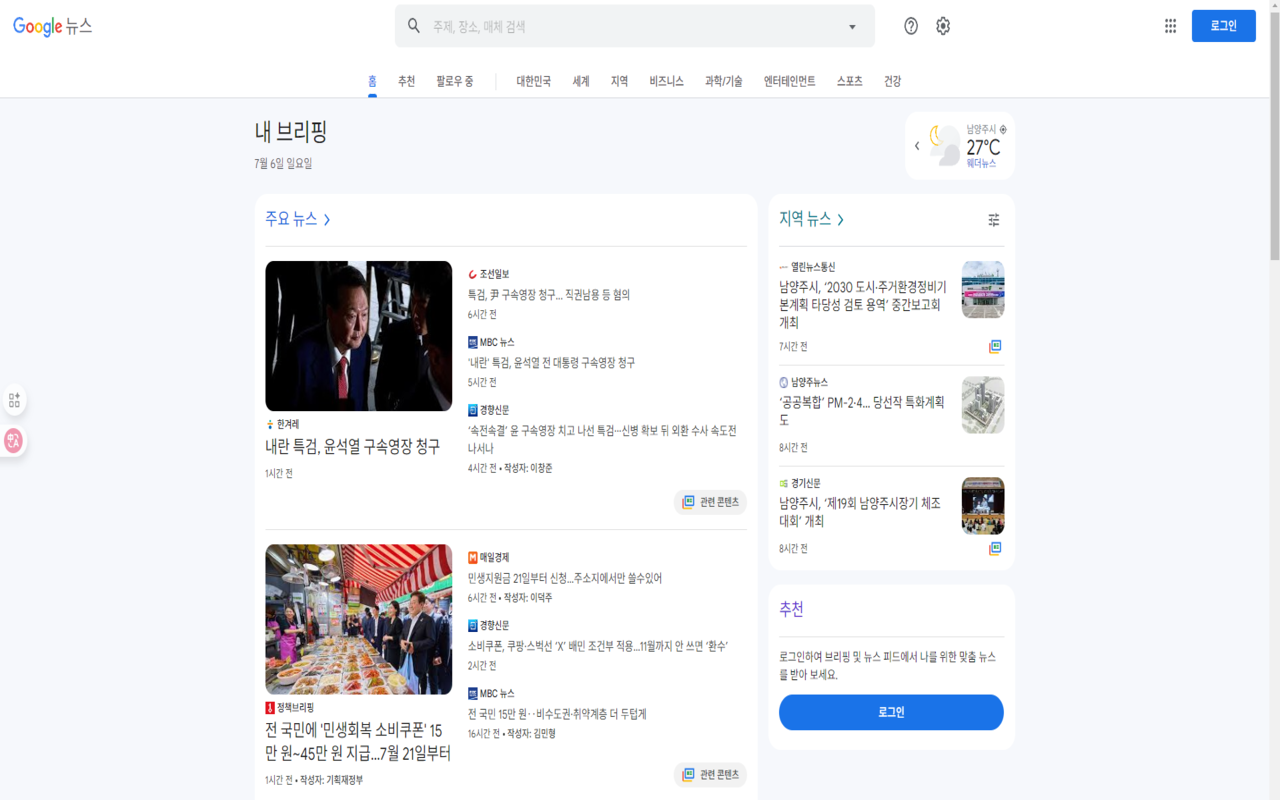 Google 뉴스
주제, 장소, 매체 검색
로그인
홈 추천 팔로우 중 대한민국 세계 지역 비즈니스 과학/기술 엔터테인먼트 스포츠 건강
내 브리핑
7월 6일 일요일
남양주시
27°C
웨더뉴스
주요 뉴스
한겨레
내란 특검, 윤석열 구속영장 청구
1시간 전
조선일보
특검, 尹 구속영장 청구... 직권남용 등 혐의
6시간 전
MBC 뉴스
'내란' 특검, 윤석열 전 대통령 구속영장 청구
5시간 전
경향신문
‘속전속결’ 윤 구속영장 치고 나선 특검…신병 확보 뒤 외환 수사 속도전
나서나
4시간 전 • 작성자: 이창준
관련 콘텐츠
정책브리핑
전 국민에 '민생회복 소비쿠폰' 15
만 원~45만 원 지급…7월 21일부터
1시간 전 • 작성자: 기획재정부
매일경제
민생지원금 21일부터 신청…주소지에서만 쓸수있어
6시간 전 • 작성자: 이덕주
경향신문
소비쿠폰, 쿠팡·스벅선 ‘X’ 배민 조건부 적용…11월까지 안 쓰면 ‘환수’
2시간 전
MBC 뉴스
전 국민 15만 원‥비수도권·취약계층 더 두텁게
16시간 전 • 작성자: 김민형
관련 콘텐츠
지역 뉴스
열린뉴스통신
남양주시, ‘2030 도시·주거환경정비기
본계획 타당성 검토 용역’ 중간보고회
개최
7시간 전
남양주뉴스
‘공공복합’ PM-2·4... 당선작 특화계획
도
8시간 전
경기신문
남양주시, ‘제19회 남양주시장기 체조
대회’ 개최
8시간 전
추천
로그인하여 브리핑 및 뉴스 피드에서 나를 위한 맞춤 뉴스
를 받아 보세요.
로그인